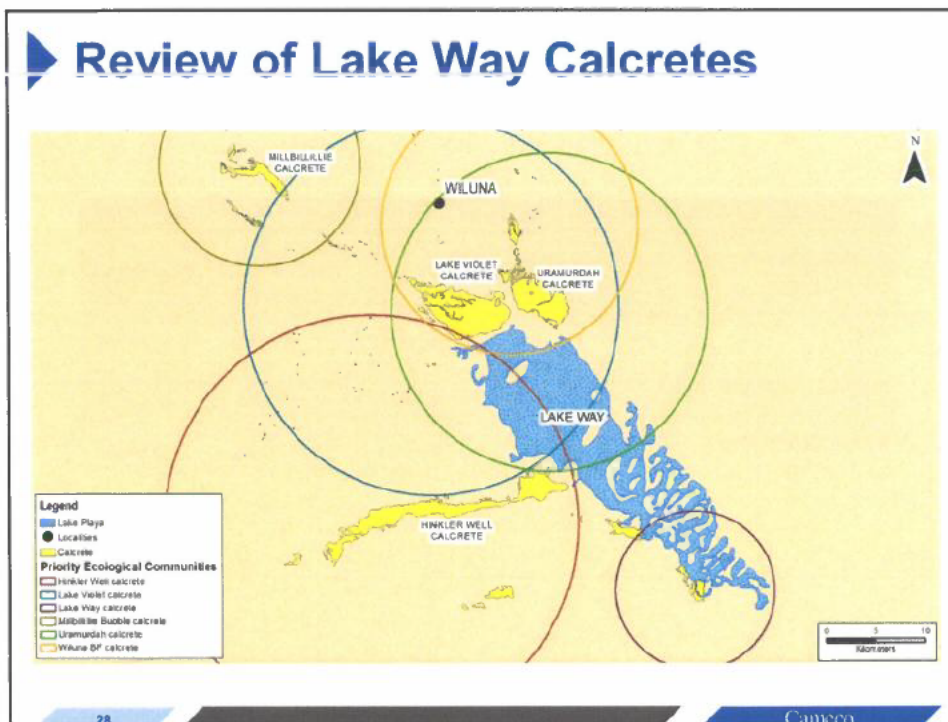 Review of Lake Way Calcretes
N
MILLBILLILLIE
CALCRETE
WILUNA
LAKE VIOLET
CALCRETE
URAMURDAH
CALCRETE
LAKE WAY
HINKLER WELL
CALCRETE
Legend
Lake Playa
Localities
Calcrete
Priority Ecological Communities
Hinkler Well calcrete
Lake Violet calcrete
Lake Way calcrete
Millbillillie Bubble calcrete
Uramurdah calcrete
Wiluna BF calcrete
0 5 10
Kilometers
28
Cameco